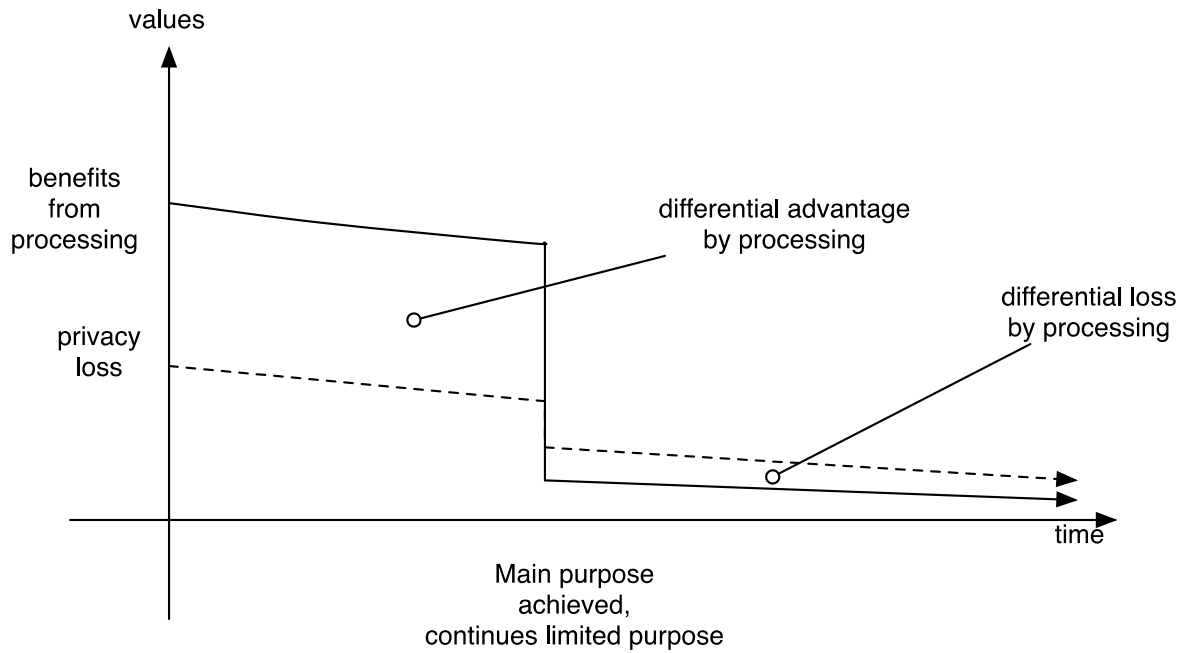 values
benefits
from
processing
differential advantage
by processing
differential loss
by processing
privacy
loss
time
Main purpose
achieved,
continues limited purpose